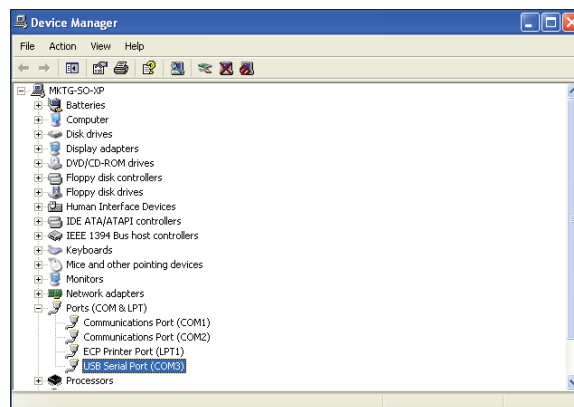 Device Manager
File Action View Help
MKTG-SO-XP
Batteries
Computer
Disk drives
Display adapters
DVD/CD-ROM drives
Floppy disk controllers
Floppy disk drives
Human Interface Devices
IDE ATA/ATAPI controllers
IEEE 1394 Bus host controllers
Keyboards
Mice and other pointing devices
Monitors
Network adapters
Ports (COM & LPT)
Communications Port (COM1)
Communications Port (COM2)
ECP Printer Port (LPT1)
USB Serial Port (COM3)
Processors